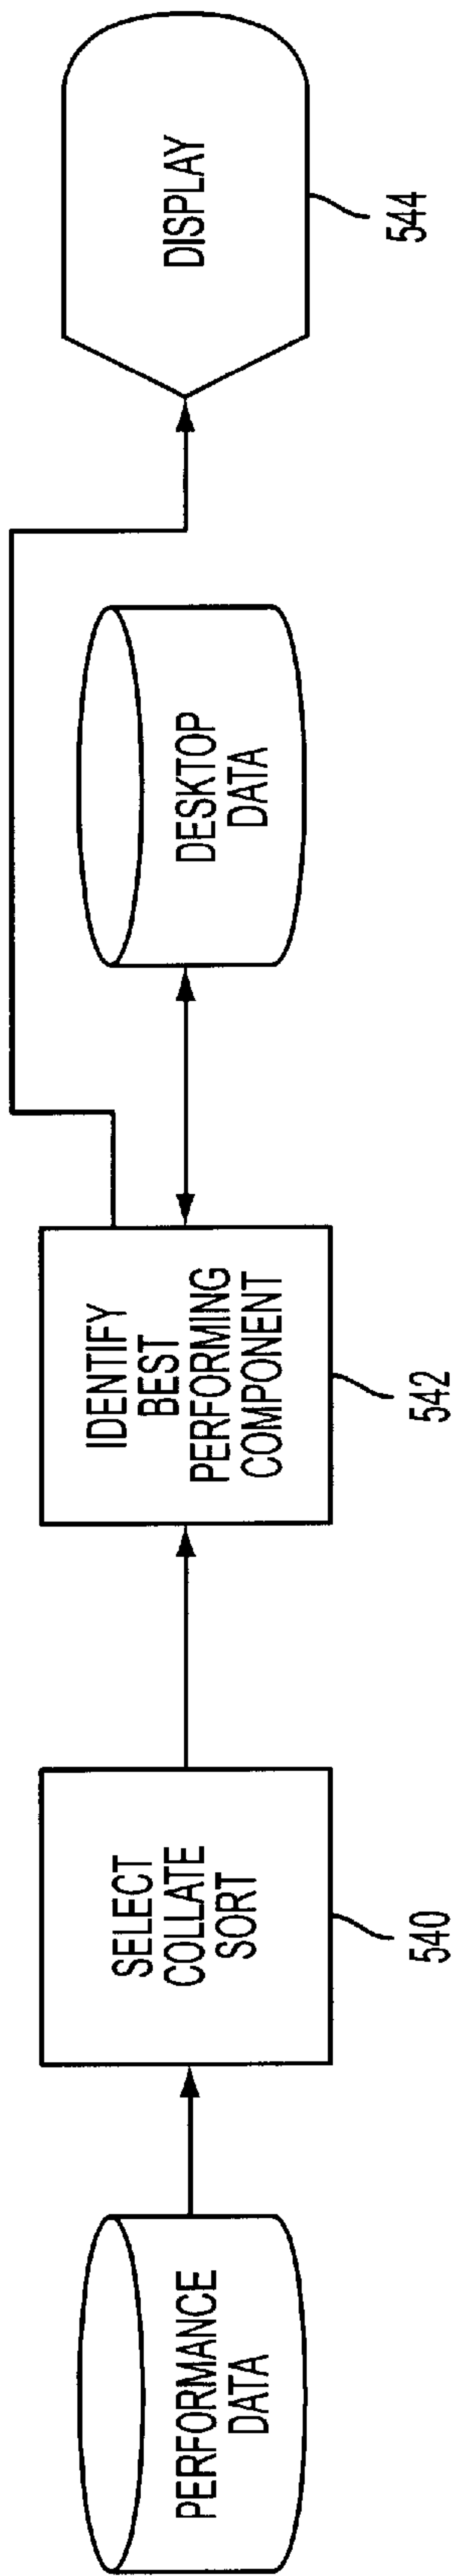 PERFORMANCE
DATA
SELECT
COLLATE
SORT
540
IDENTIFY
BEST
PERFORMING
COMPONENT
542
DESKTOP
DATA
DISPLAY
544